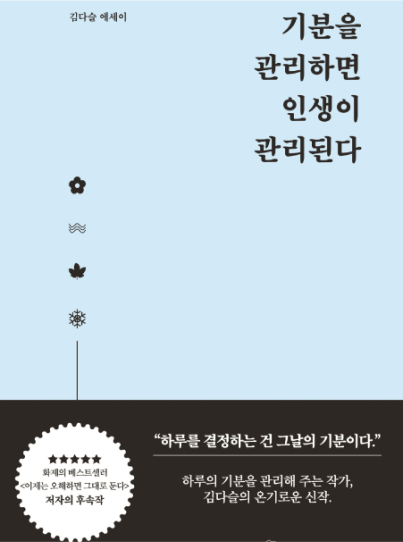 김다슬 에세이
기분을
관리하면
인생이
관리된다
“하루를 결정하는 건 그날의 기분이다.”
하루의 기분을 관리해 주는 작가,
김다슬의 온기로운 신작.
★★★★★
화제의 베스트셀러
<이제는 오해하면 그대로 둔다>
저자의 후속작